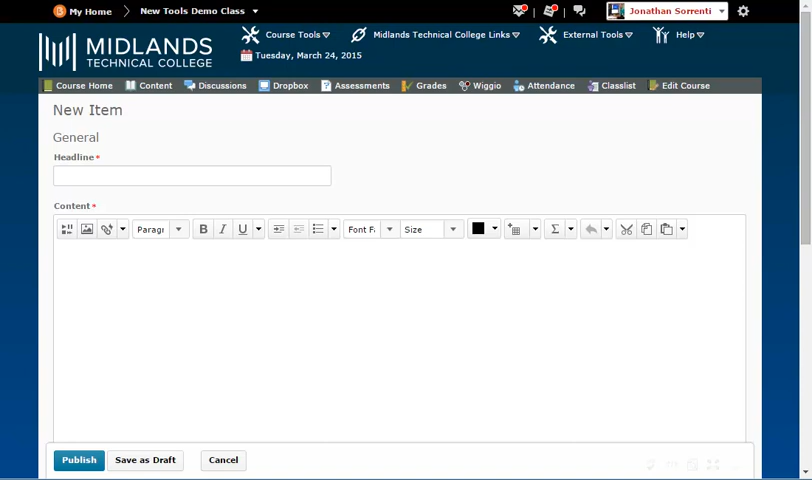 My Home
New Tools Demo Class
Jonathan Sorrenti
MIDLANDS
TECHNICAL COLLEGE
Course Tools
Midlands Technical College Links
External Tools
Help
Tuesday, March 24, 2015
Course Home
Content
Discussions
Dropbox
Assessments
Grades
Wiggio
Attendance
Classlist
Edit Course
New Item
General
Headline *
Content *
Paragr
B I U
Font Fa
Size
Publish
Save as Draft
Cancel